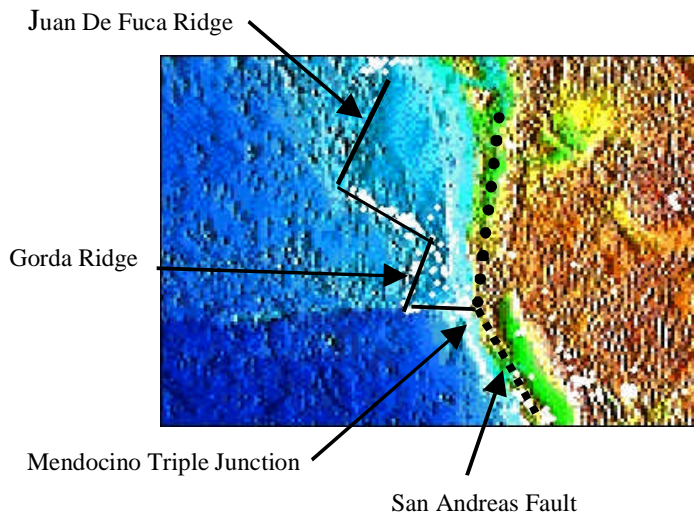 Juan De Fuca Ridge
Gorda Ridge
Mendocino Triple Junction
San Andreas Fault